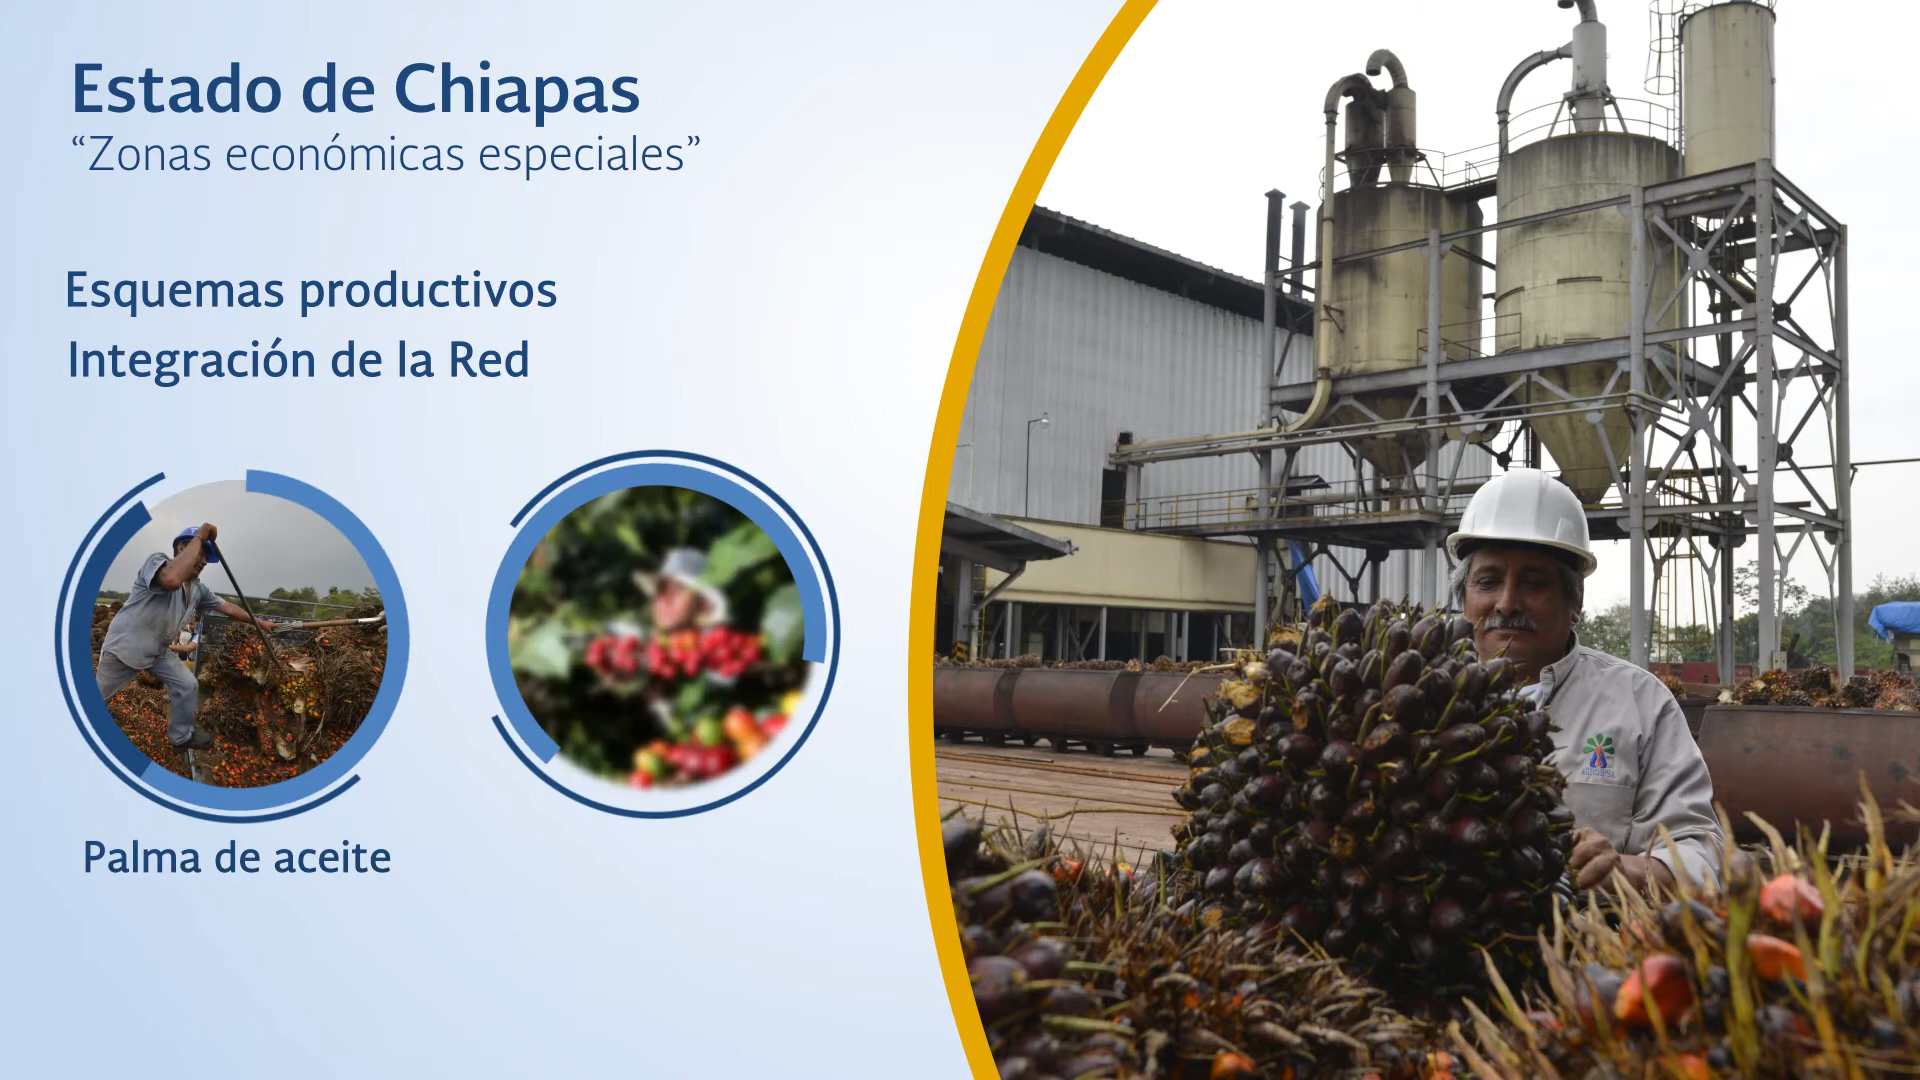 Estado de Chiapas
“Zonas económicas especiales”
Esquemas productivos
Integración de la Red
Palma de aceite